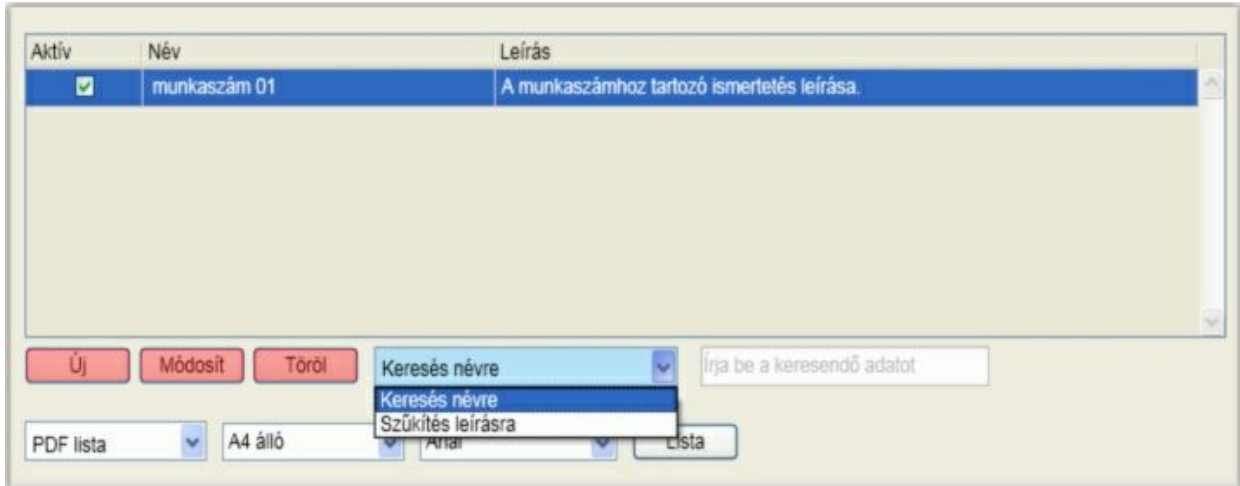 Aktív Név Leírás
munkaszám 01 A munkaszámhoz tartozó ismertetés leírása.
Új Módosít Töröl Keresés névre Írja be a keresendő adatot
Keresés névre
Szűkítés leírásra
PDF lista A4 álló Arial Lista